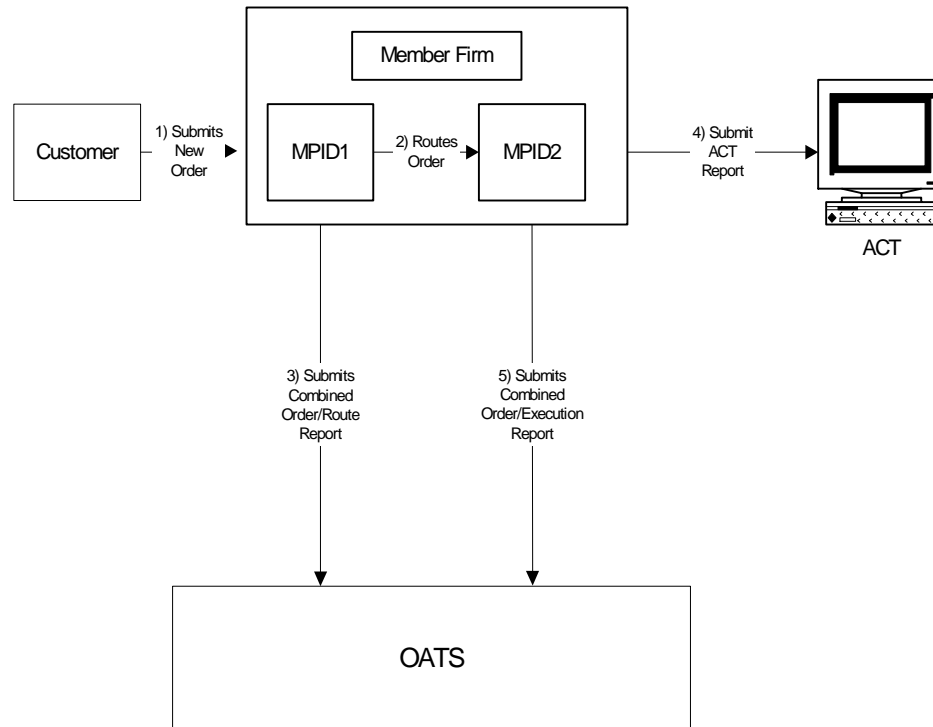 Member Firm
Customer
1) Submits
New
Order
MPID1
2) Routes
Order
MPID2
4) Submit
ACT
Report
ACT
3) Submits
Combined
Order/Route
Report
5) Submits
Combined
Order/Execution
Report
OATS